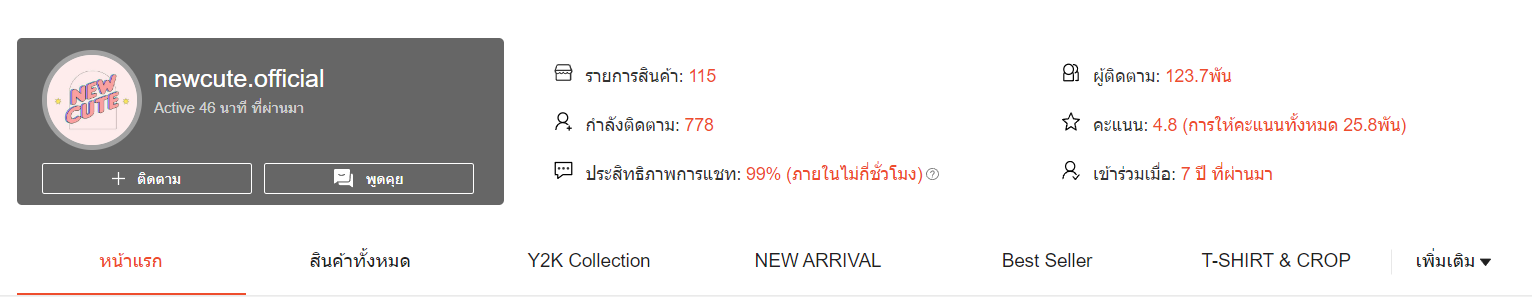 NEW CUTE
newcute.official
Active 46 นาที ที่ผ่านมา
ติดตาม
พูดคุย
รายการสินค้า: 115
ผู้ติดตาม: 123.7พัน
กำลังติดตาม: 778
คะแนน: 4.8 (การให้คะแนนทั้งหมด 25.8พัน)
ประสิทธิภาพการแชท: 99% (ภายในไม่กี่ชั่วโมง)
เข้าร่วมเมื่อ: 7 ปี ที่ผ่านมา
หน้าแรก
สินค้าทั้งหมด
Y2K Collection
NEW ARRIVAL
Best Seller
T-SHIRT & CROP
เพิ่มเติม